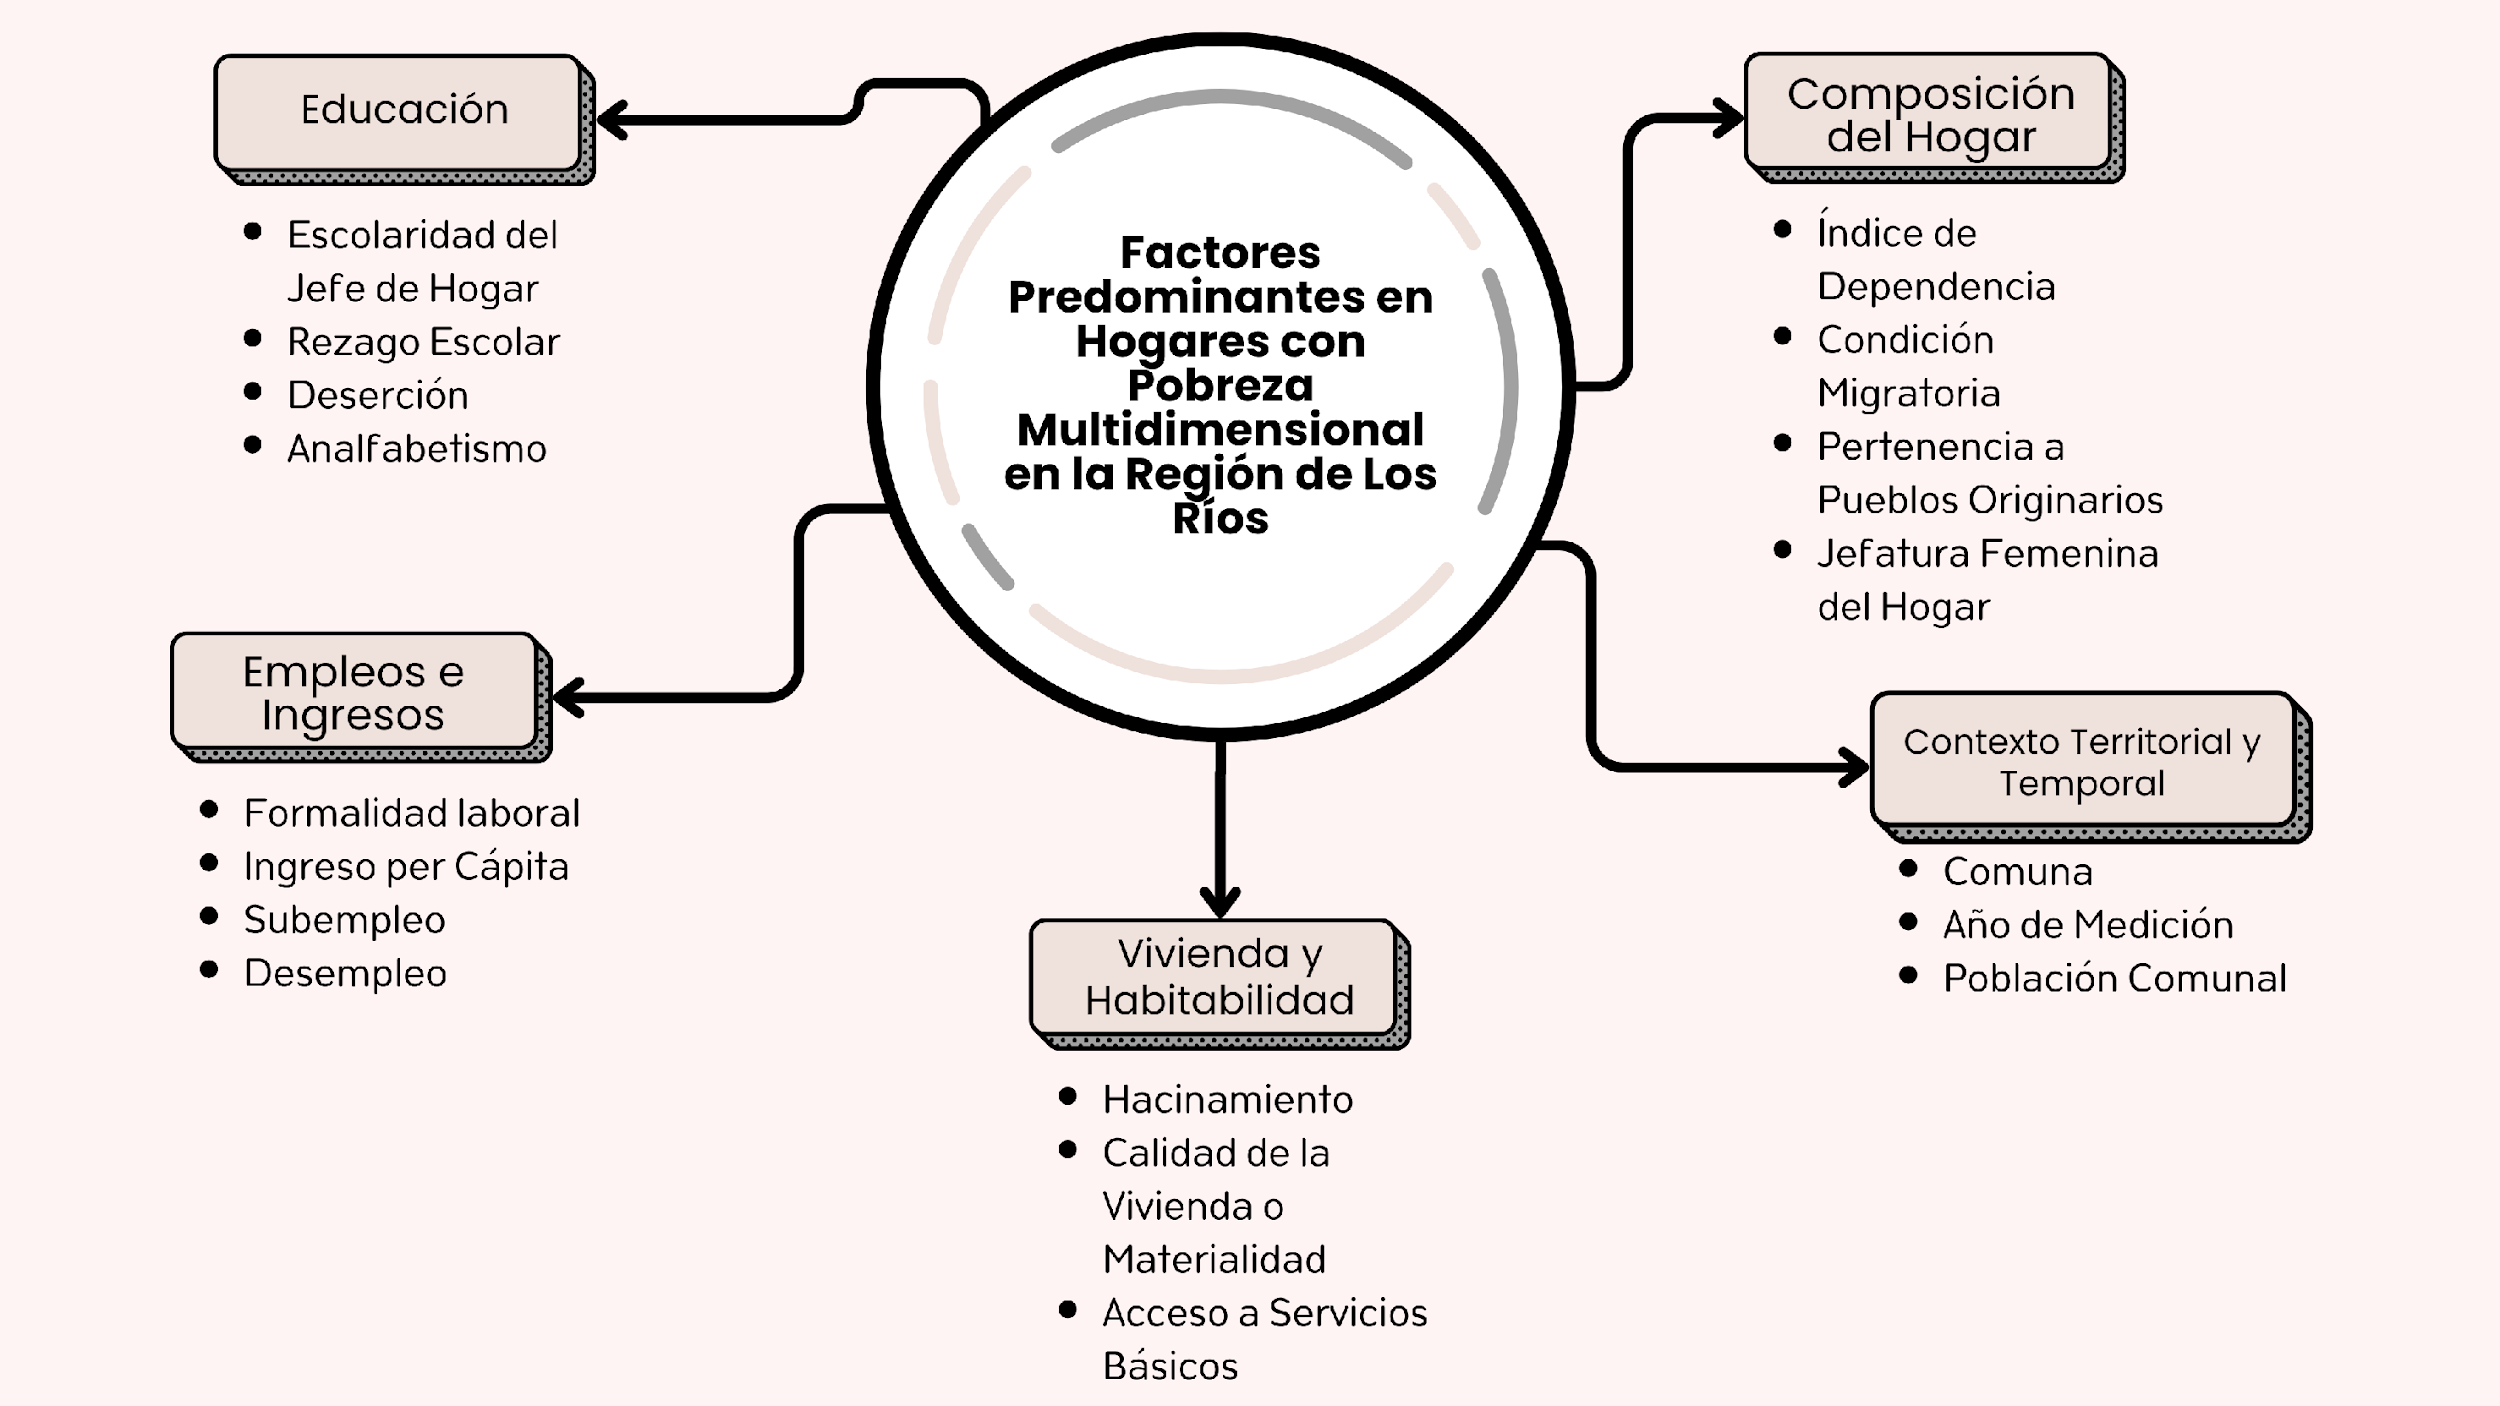 Factores
Predominantes en
Hogares con
Pobreza
Multidimensional
en la Región de Los
Ríos
Educación
Escolaridad del
Jefe de Hogar
Rezago Escolar
Deserción
Analfabetismo
Empleos e
Ingresos
Formalidad laboral
Ingreso per Cápita
Subempleo
Desempleo
Vivienda y
Habitabilidad
Hacinamiento
Calidad de la
Vivienda o
Materialidad
Acceso a Servicios
Básicos
Composición
del Hogar
Índice de
Dependencia
Condición
Migratoria
Pertenencia a
Pueblos Originarios
Jefatura Femenina
del Hogar
Contexto Territorial y
Temporal
Comuna
Año de Medición
Población Comunal